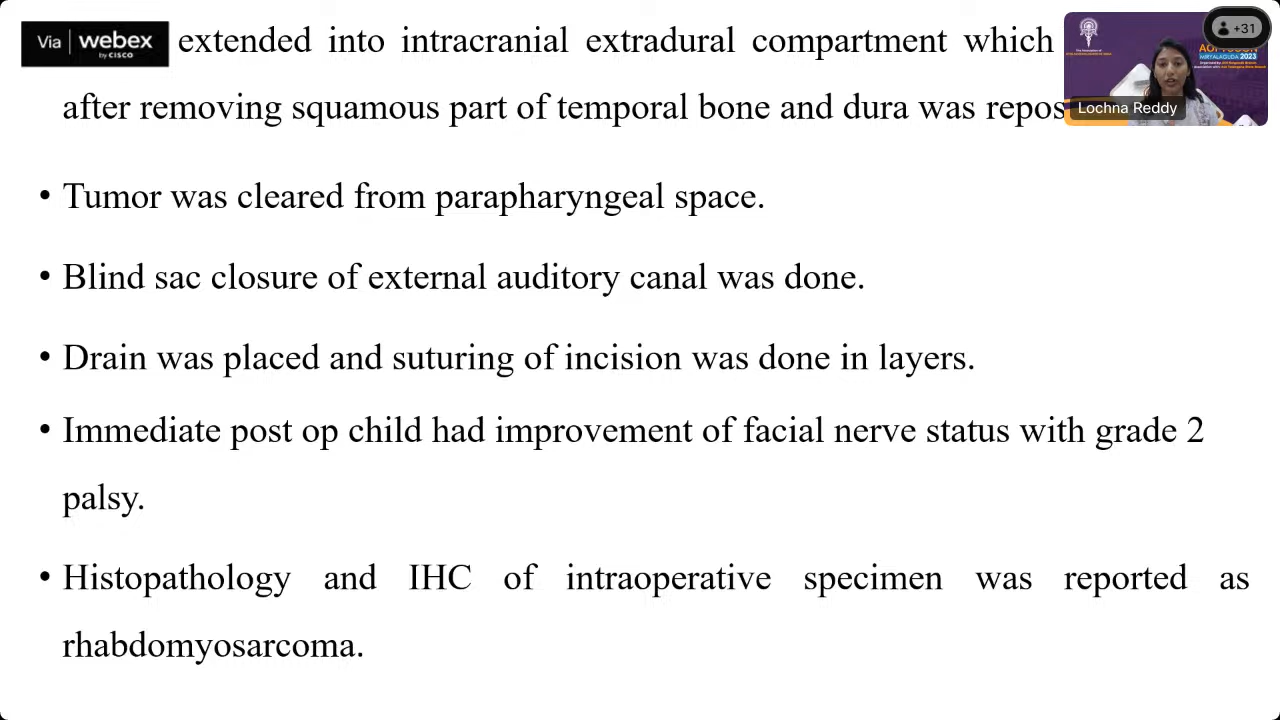 Via webex
by CISCO
extended into intracranial extradural compartment which
after removing squamous part of temporal bone and dura was repos
• Tumor was cleared from parapharyngeal space.
• Blind sac closure of external auditory canal was done.
• Drain was placed and suturing of incision was done in layers.
• Immediate post op child had improvement of facial nerve status with grade 2
palsy.
• Histopathology and IHC of intraoperative specimen was reported as
rhabdomyosarcoma.
+31
MIRYALAGUDA 2023
Lochna Reddy